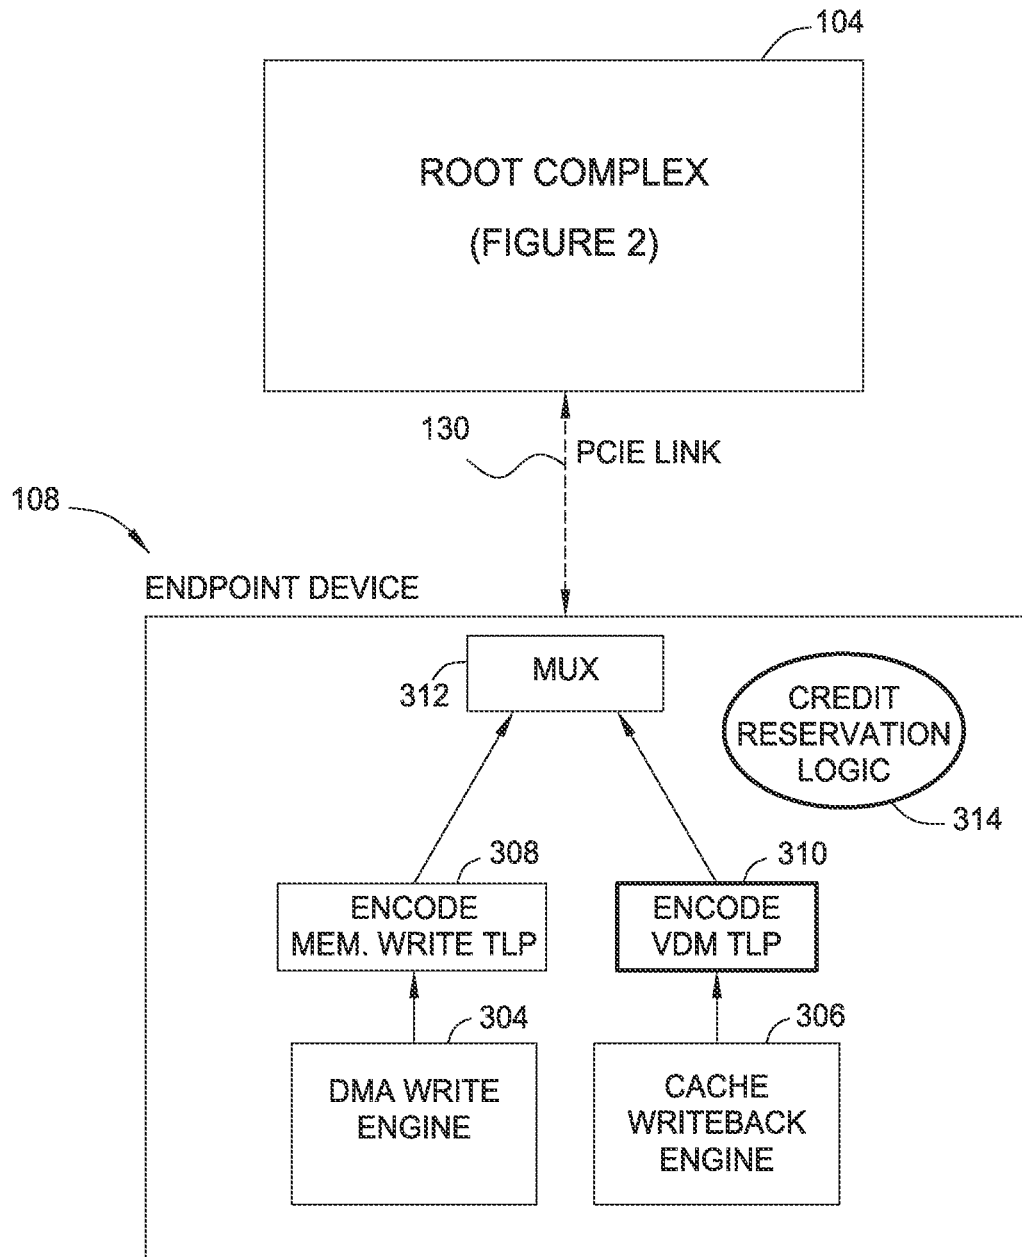 104
ROOT COMPLEX
(FIGURE 2)
130
PCIE LINK
108
ENDPOINT DEVICE
MUX
312
CREDIT
RESERVATION
LOGIC
314
308
310
ENCODE
MEM. WRITE TLP
ENCODE
VDM TLP
304
306
DMA WRITE
ENGINE
CACHE
WRITEBACK
ENGINE